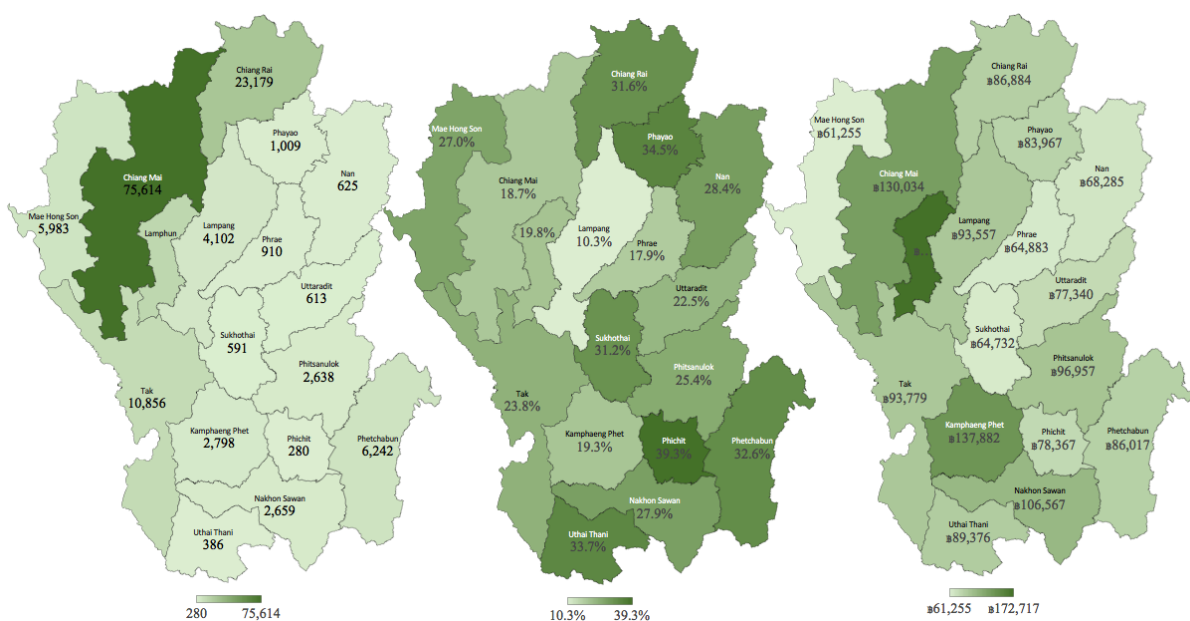 Chiang Rai
23,179
Phayao
1,009
Nan
625
Chiang Mai
75,614
Mae Hong Son
5,983
Lamphun
Lampang
4,102
Phrae
910
Uttaradit
613
Sukhothai
591
Phitsanulok
2,638
Tak
10,856
Kamphaeng Phet
2,798
Phichit
280
Phetchabun
6,242
Nakhon Sawan
2,659
Uthai Thani
386
280 75,614
Chiang Rai
31.6%
Mae Hong Son
27.0%
Phayao
34.5%
Nan
28.4%
Chiang Mai
18.7%
19.8%
Lampang
10.3%
Phrae
17.9%
Uttaradit
22.5%
Sukhothai
31.2%
Phitsanulok
25.4%
Tak
23.8%
Kamphaeng Phet
19.3%
Phichit
39.3%
Phetchabun
32.6%
Nakhon Sawan
27.9%
Uthai Thani
33.7%
10.3% 39.3%
Chiang Rai
฿86,884
Mae Hong Son
฿61,255
Phayao
฿83,967
Nan
฿68,285
Chiang Mai
฿130,034
฿...
Lampang
฿93,557
Phrae
฿64,883
Uttaradit
฿77,340
Sukhothai
฿64,732
Phitsanulok
฿96,957
Tak
฿93,779
Kamphaeng Phet
฿137,882
Phichit
฿78,367
Phetchabun
฿86,017
Nakhon Sawan
฿106,567
Uthai Thani
฿89,376
฿61,255 ฿172,717